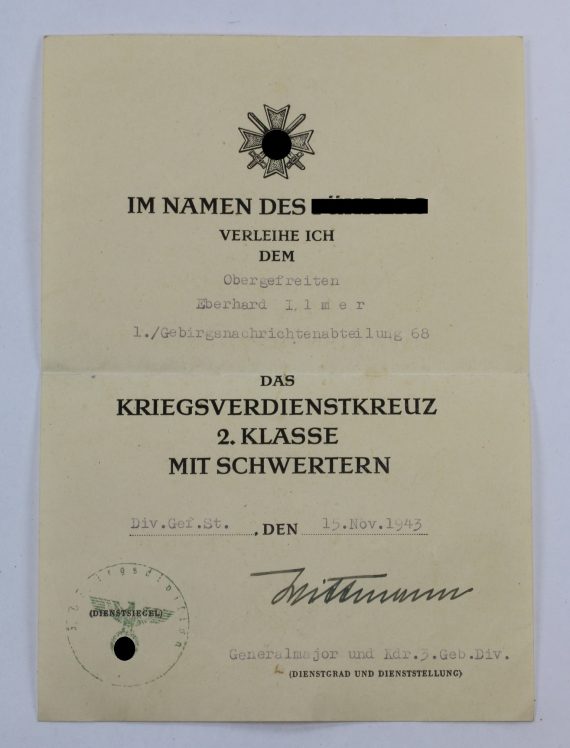 IM NAMEN DES
VERLEIHE ICH
DEM
Obergefreiten
Eberhard I l m e r
1./Gebirgsnachrichtenabteilung 68
DAS
KRIEGSVERDIENSTKREUZ
2. KLASSE
MIT SCHWERTERN
Div.Gef.St. , DEN 15.Nov.1943
(DIENSTSIEGEL)
Wittmann
Generalmajor und Kdr.3.Geb.Div.
(DIENSTGRAD UND DIENSTSTELLUNG)